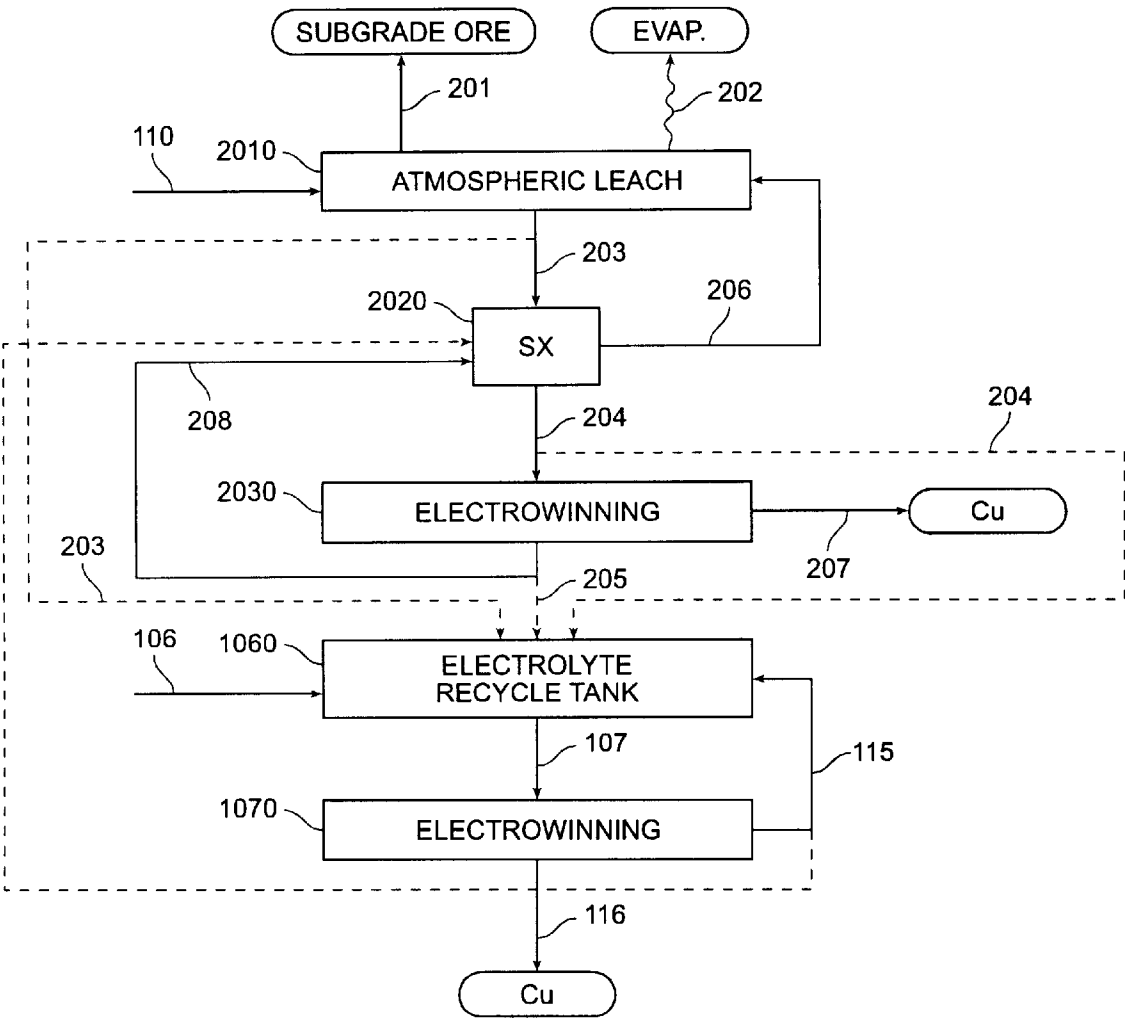 SUBGRADE ORE
EVAP.
201
202
110
2010
ATMOSPHERIC LEACH
203
2020
206
SX
208
204
204
2030
ELECTROWINNING
Cu
203
205
207
1060
106
ELECTROLYTE
RECYCLE TANK
107
115
1070
ELECTROWINNING
116
Cu